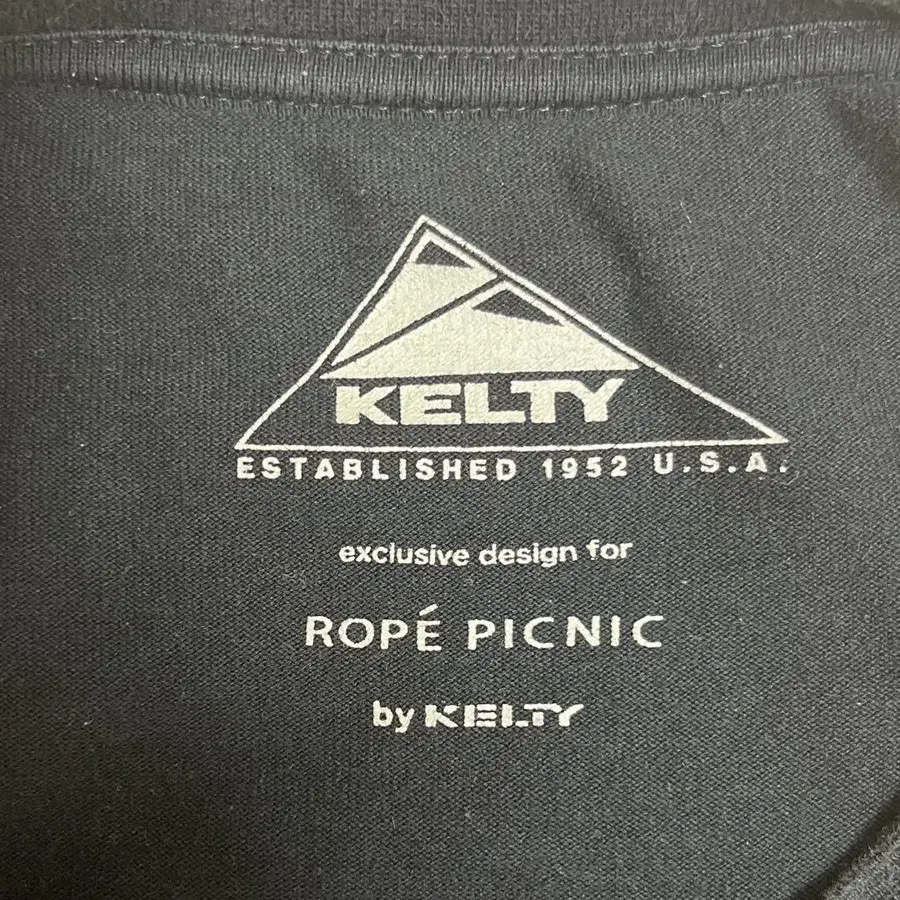 KELTY
ESTABLISHED 1952 U.S.A.
exclusive design for
ROPÉ PICNIC
by KELTY